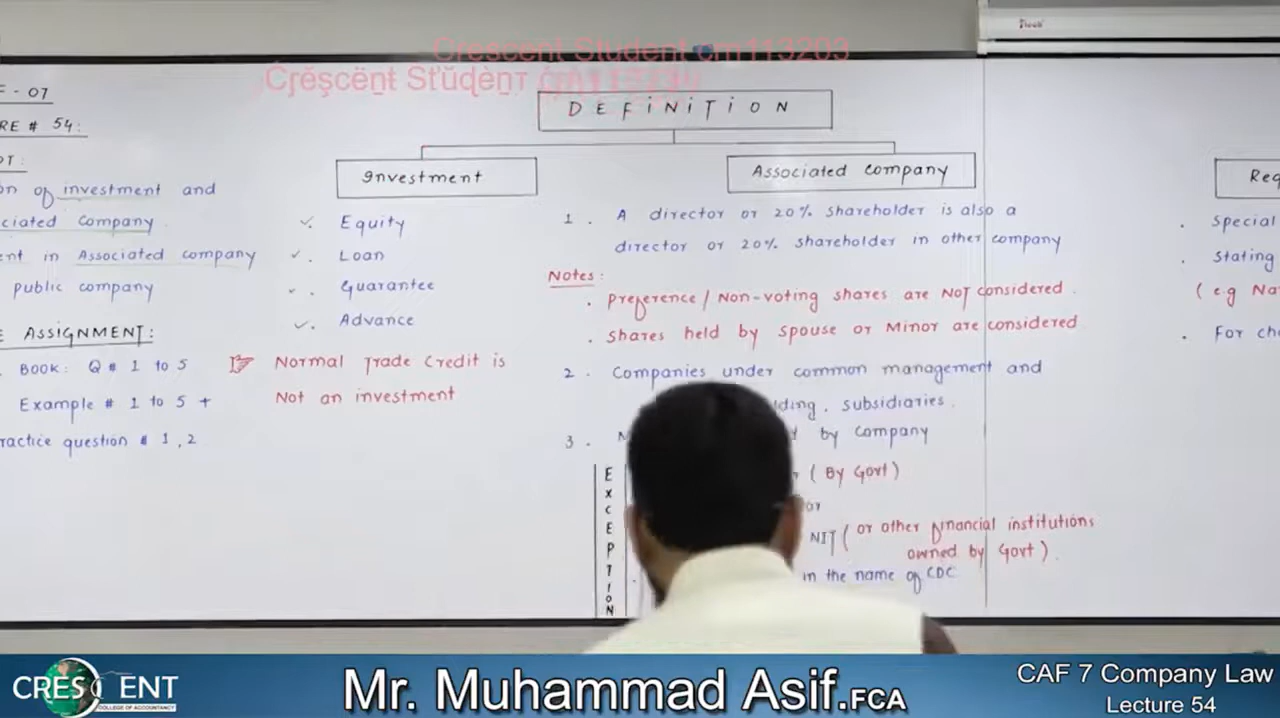 Crescent Student cm113203
Crĕşcëņt Stŭḍèņт
F - 07
RE # 54:
DEFINITION
Investment
Associated Company
on of investment and
ciated Company
ent in Associated company
public company
E ASSIGNMENT:
BOOK: Q # 1 to 5
Example # 1 to 5 +
ractice question # 1, 2
Equity
Loan
Guarantee
Advance
Normal Trade Credit is
Not an investment
1. A director or 20% shareholder is also a
director or 20% shareholder in other company
Notes:
. Preference / Non-voting shares are NOT considered.
. Shares held by spouse or Minor are considered
2. Companies under common management and
lding, subsidiaries.
3. by Company
EXCEPTION
( By Govt )
or
NIT ( or other financial institutions
owned by Govt ).
in the name of CDC
. Special
. Stating
( e.g
. For
CRESCENT
COLLEGE OF ACCOUNTANCY
Mr. Muhammad Asif.FCA
CAF 7 Company Law
Lecture 54